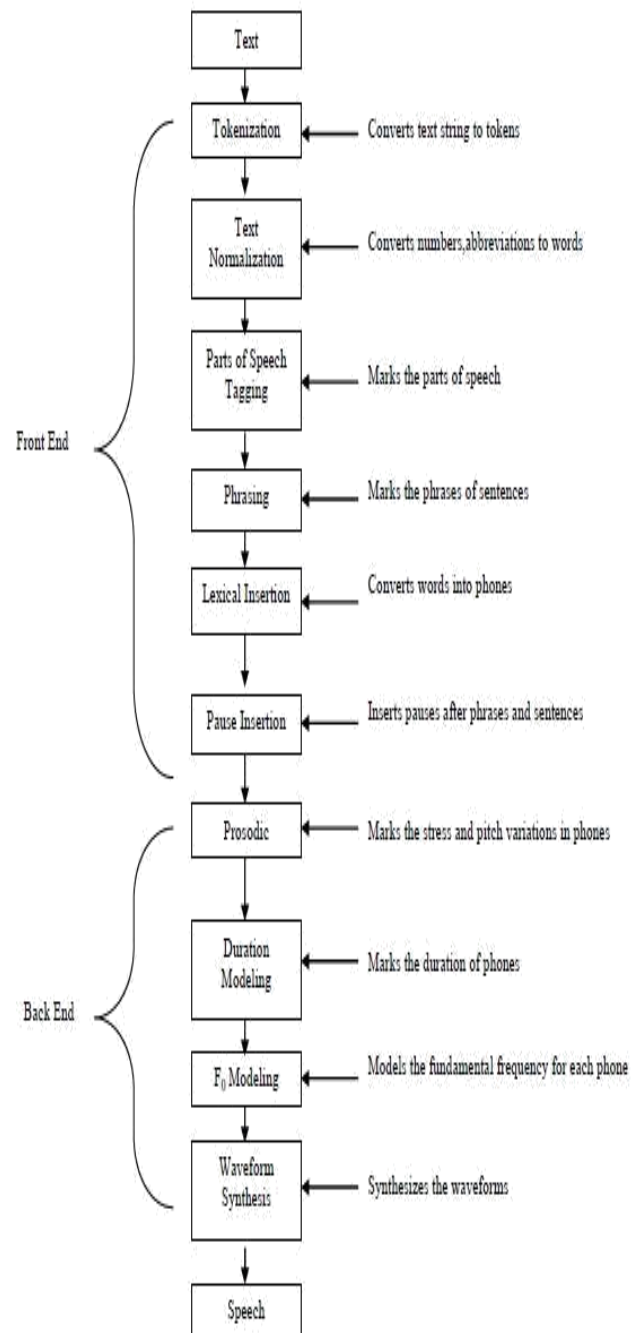 Text
Tokenization
Converts text string to tokens
Text
Normalization
Converts numbers,abbreviations to words
Parts of Speech
Tagging
Marks the parts of speech
Front End
Phrasing
Marks the phrases of sentences
Lexical Insertion
Converts words into phones
Pause Insertion
Inserts pauses after phrases and sentences
Prosodic
Marks the stress and pitch variations in phones
Duration
Modeling
Marks the duration of phones
Back End
F₀ Modeling
Models the fundamental frequency for each phone
Waveform
Synthesis
Synthesizes the waveforms
Speech